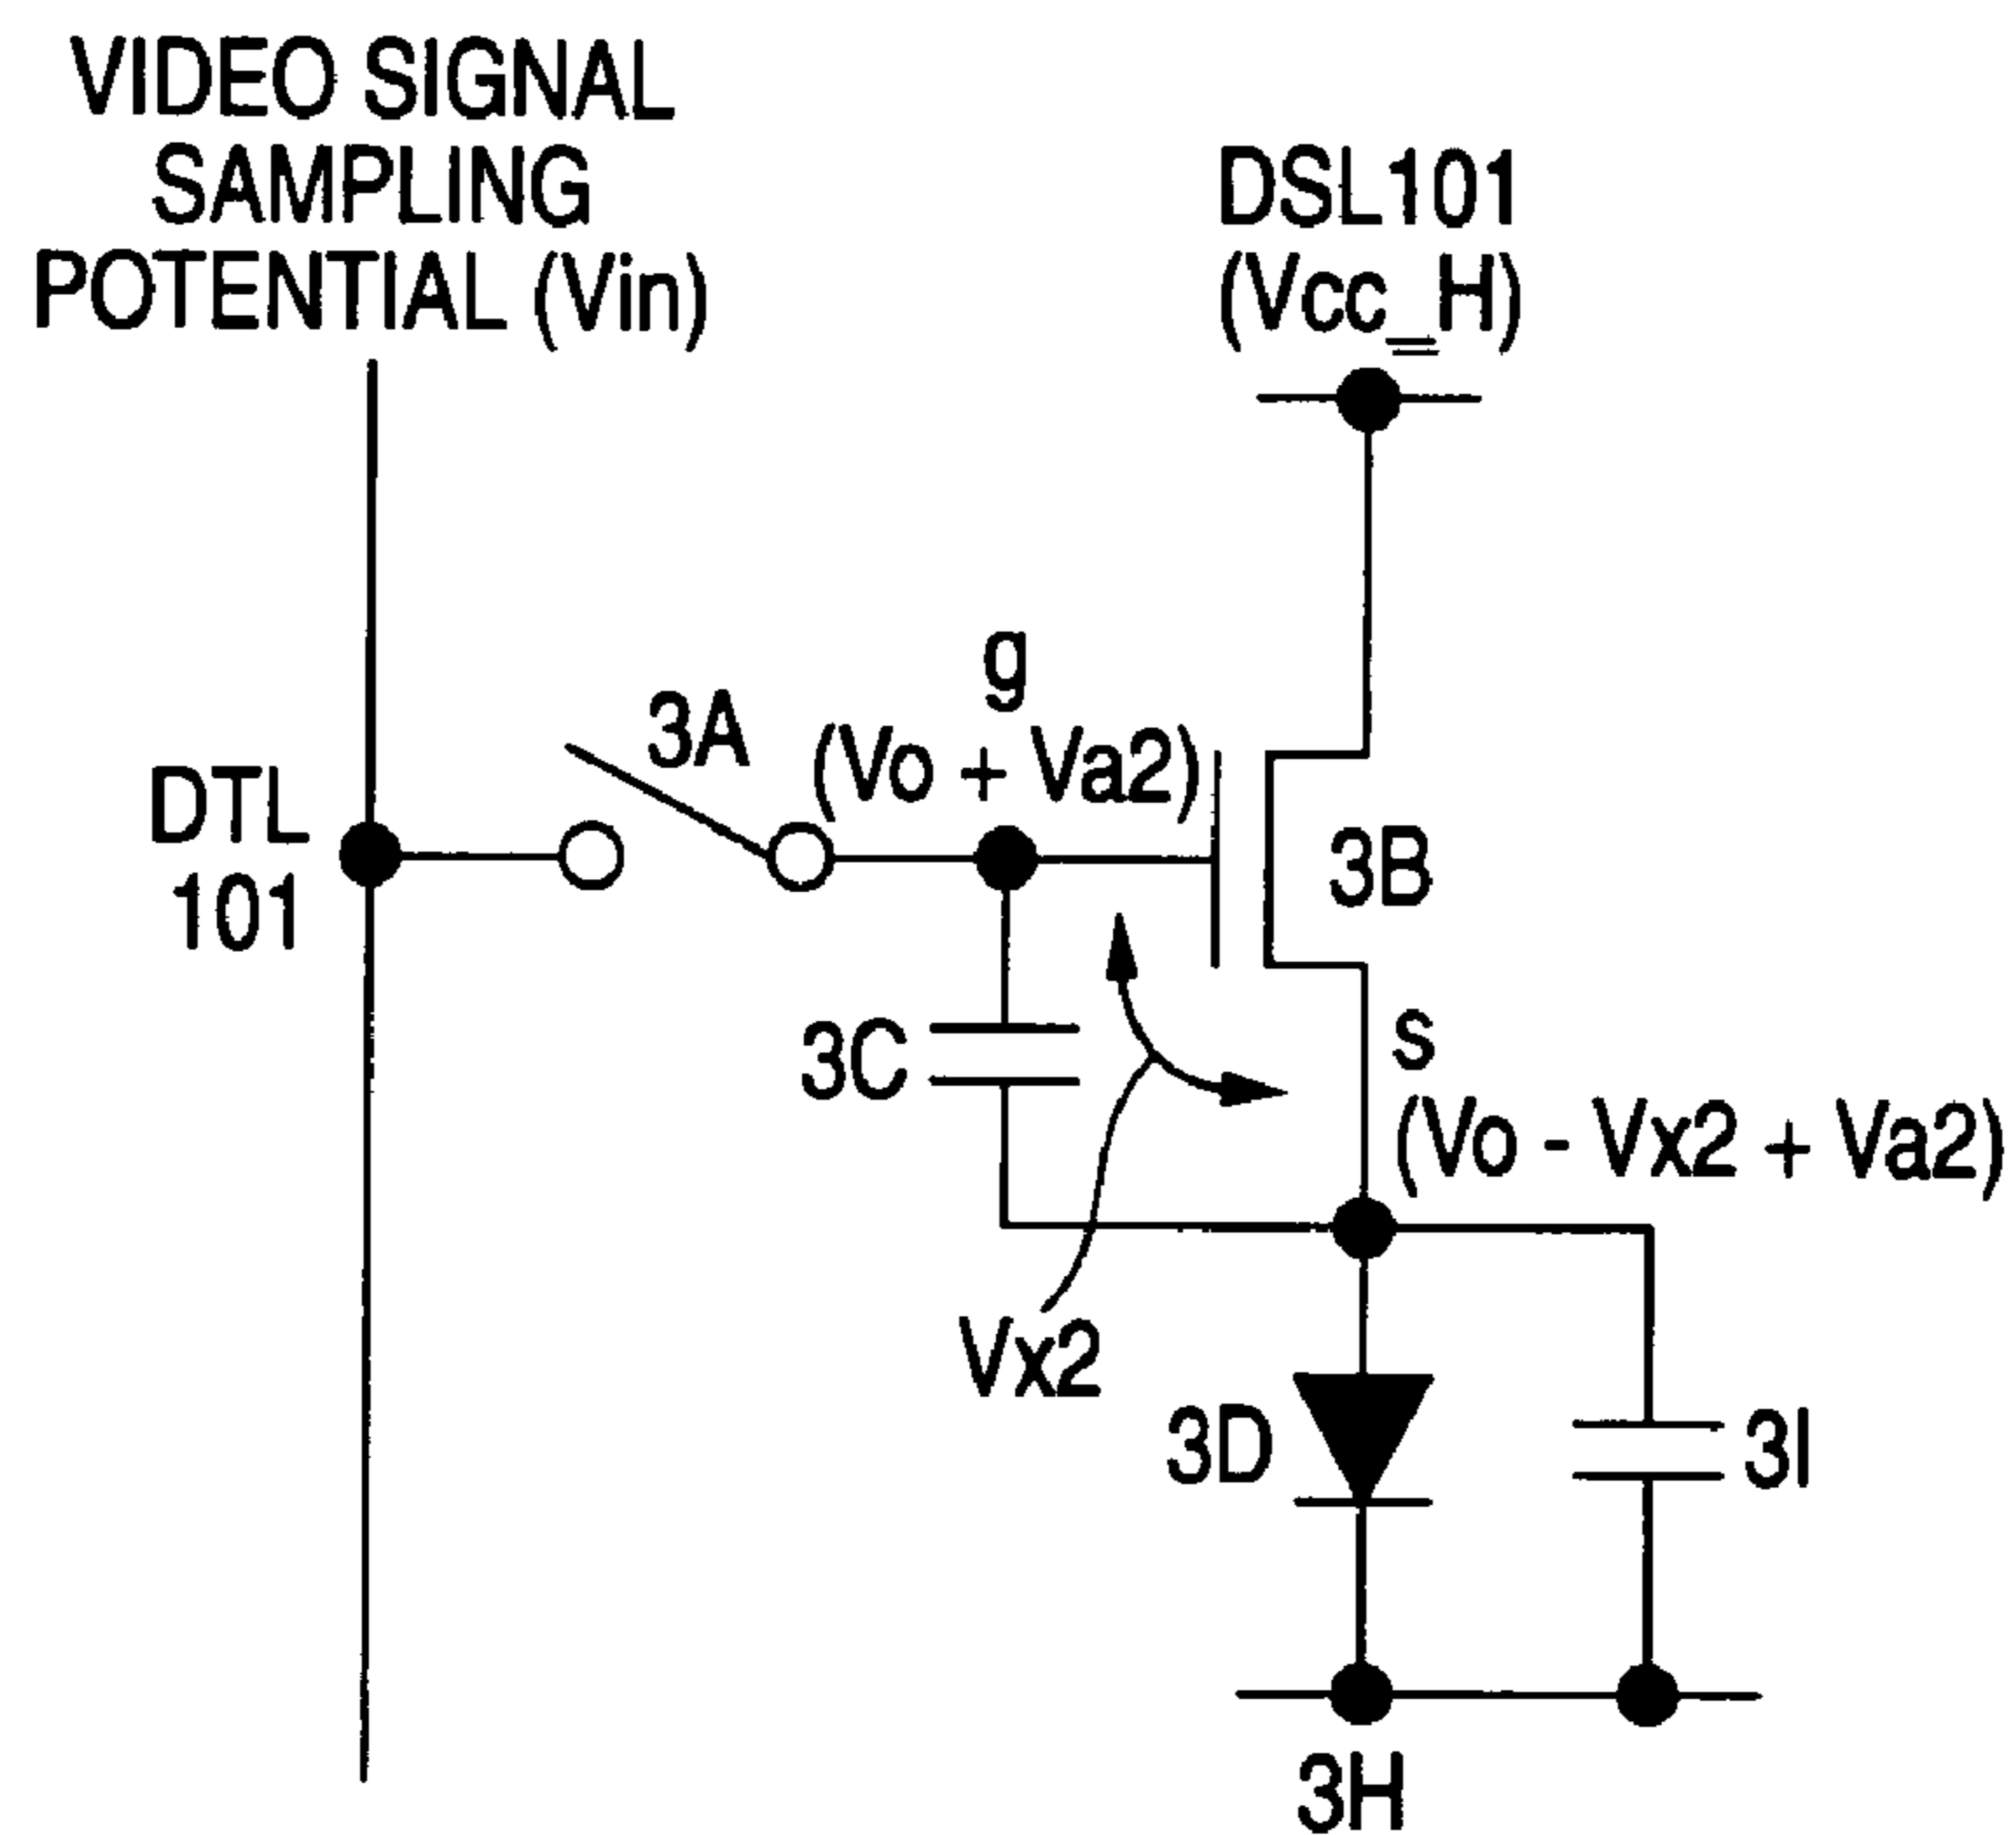 VIDEO SIGNAL
SAMPLING
POTENTIAL (Vin)
DSL101
(Vcc_H)
g
(Vo + Va2)
3A
DTL
101
3B
3C
s
(Vo - Vx2 + Va2)
Vx2
3D
3I
3H